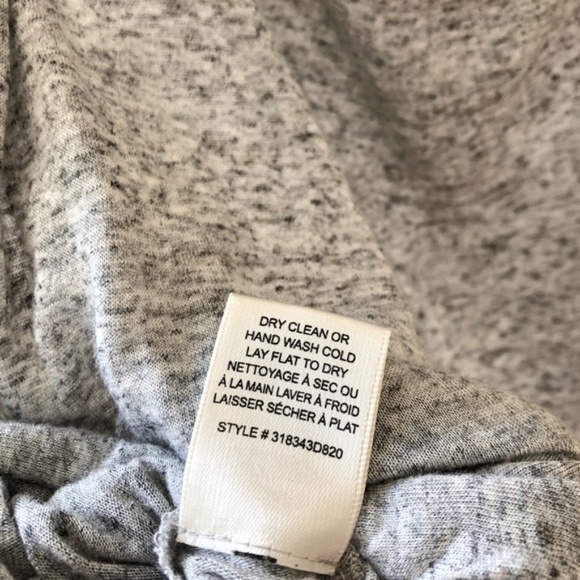 DRY CLEAN OR
HAND WASH COLD
LAY FLAT TO DRY
NETTOYAGE À SEC OU
À LA MAIN LAVER À FROID
LAISSER SÉCHER À PLAT
STYLE # 318343D820